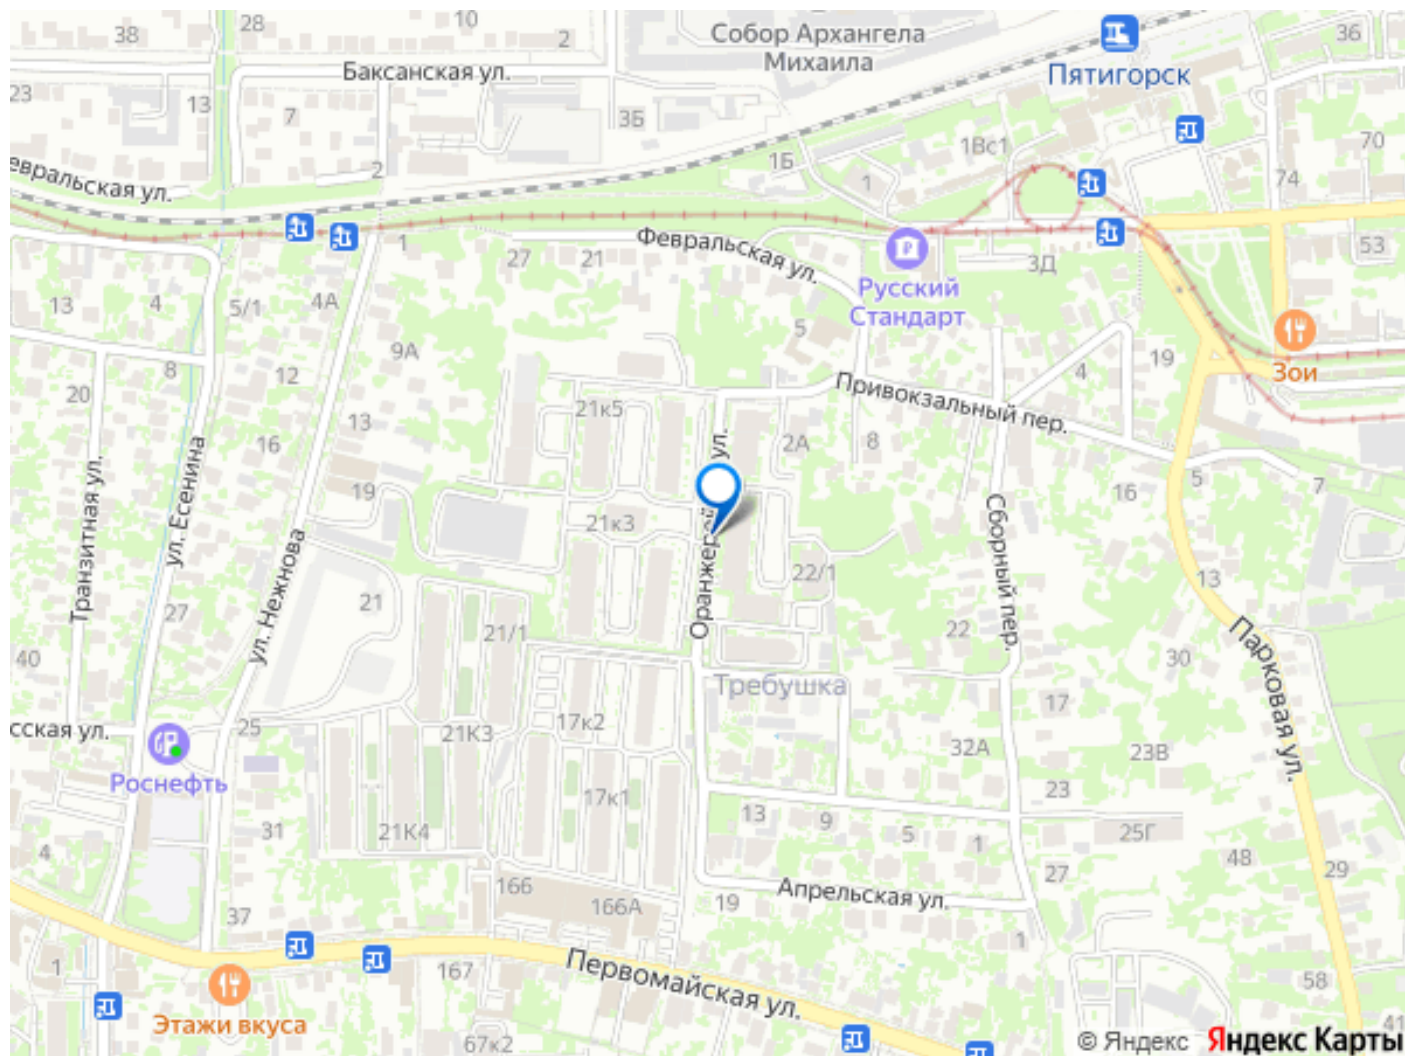 38
28
10
2
Собор Архангела
Михаила
Пятигорск
36
Баксанская ул.
23
13
7
3Б
1Вс1
70
евральская ул.
2
1Б
1
74
1
Февральская ул.
27
21
3Д
53
Русский
Стандарт
13
4
5/1
4А
5
Зои
9А
19
8
12
4
20
21к5
Привокзальный пер.
13
16
2А
8
ул.
Транзитная ул.
ул. Есенина
19
16
5
7
21к3
Оранжерей
Сборный пер.
ул. Нежнова
22/1
13
27
21
21/1
22
Парковая ул.
40
30
Требушка
17
сская ул.
25
21К3
17к2
32А
23В
Роснефть
17к1
23
31
21К4
13
9
5
1
25Г
4
48
166
27
29
37
166А
19
Апрельская ул.
1
1
167
Первомайская ул.
58
Этажи вкуса
67к2
41
© Яндекс Яндекс Карты